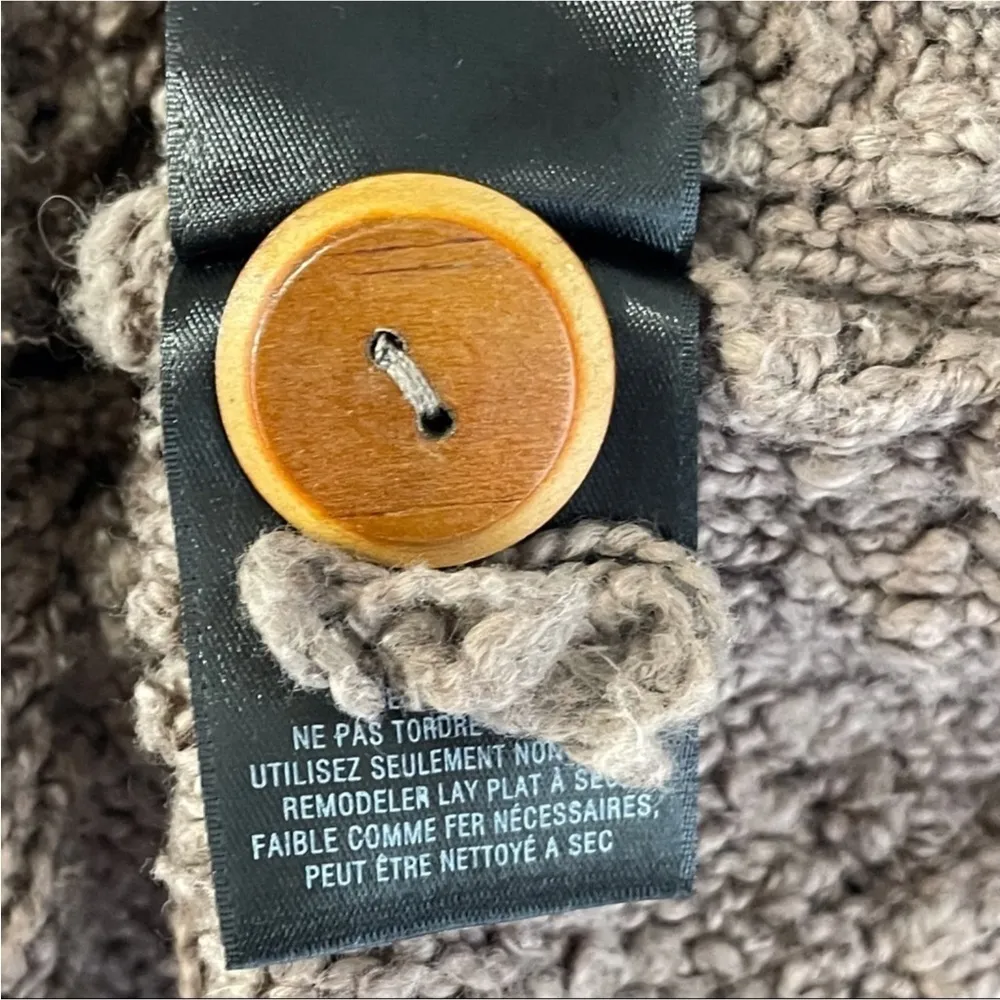 NE PAS TORDRE
UTILISEZ SEULEMENT
REMODELER LAY PLAT À
FAIBLE COMME FER NÉCESSAIRES,
PEUT ÊTRE NETTOYÉ A SEC